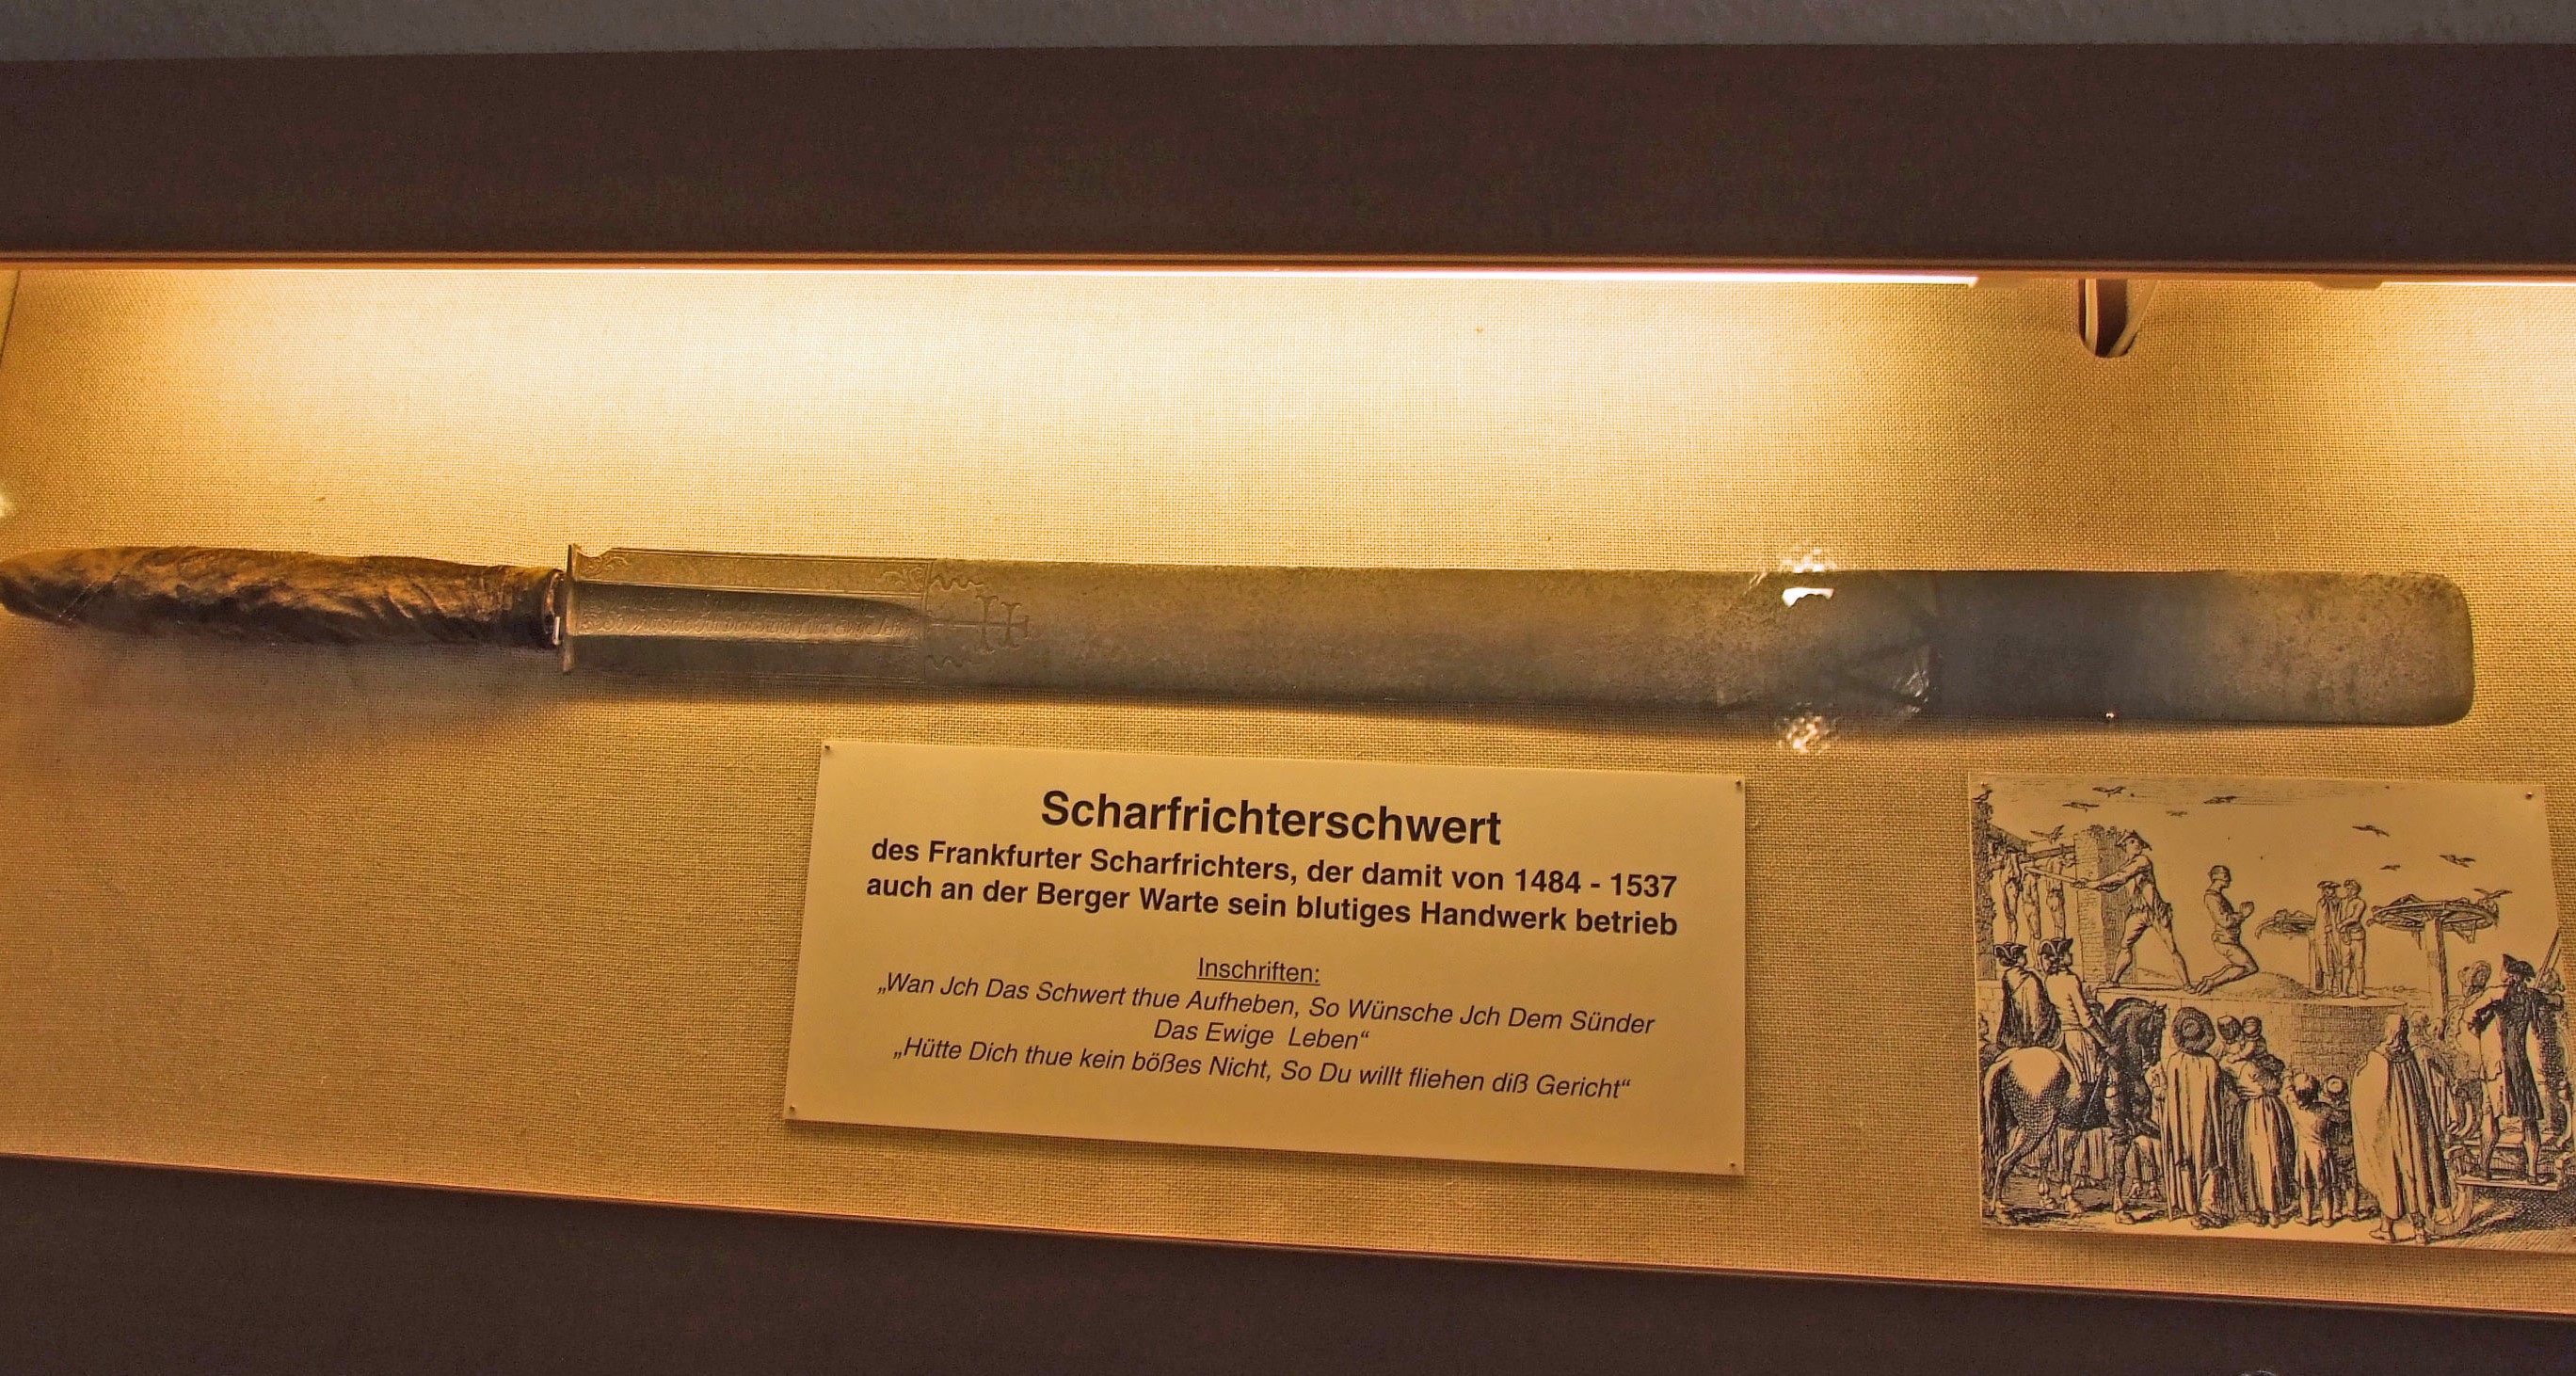 Scharfrichterschwert
des Frankfurter Scharfrichters, der damit von 1484 - 1537
auch an der Berger Warte sein blutiges Handwerk betrieb
Inschriften:
„Wan Jch Das Schwert thue Aufheben, So Wünsche Jch Dem Sünder
Das Ewige Leben“
„Hütte Dich thue kein bößes Nicht, So Du willt fliehen diß Gericht“